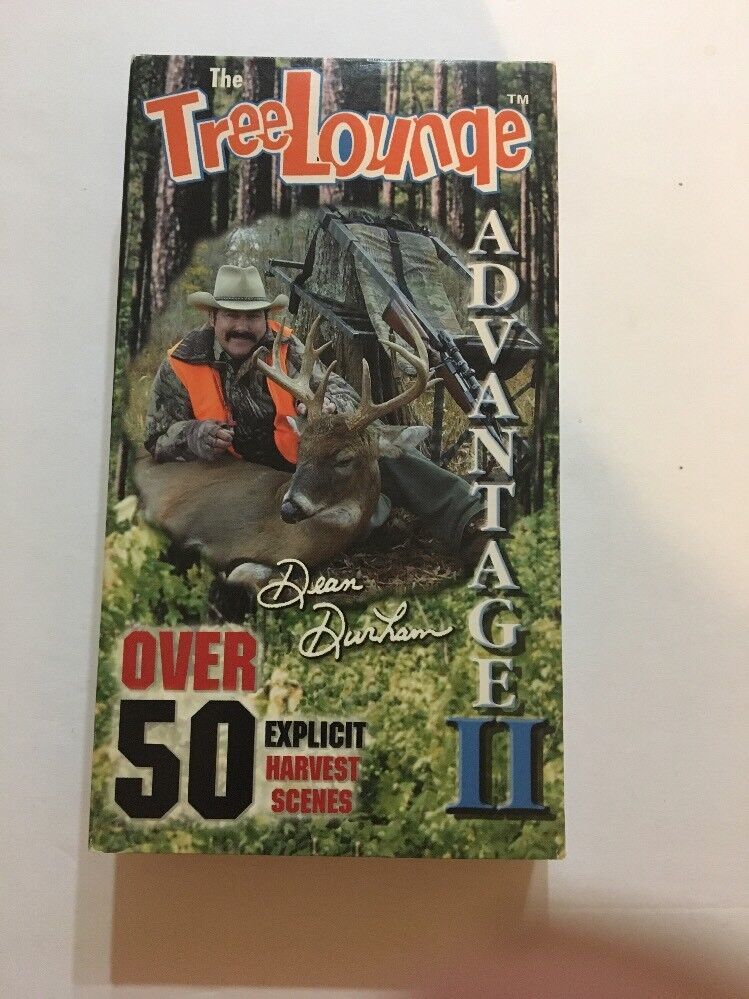 The
TreeLounge™
ADVANTAGE
II
Dean
Durham
OVER
50
EXPLICIT
HARVEST
SCENES